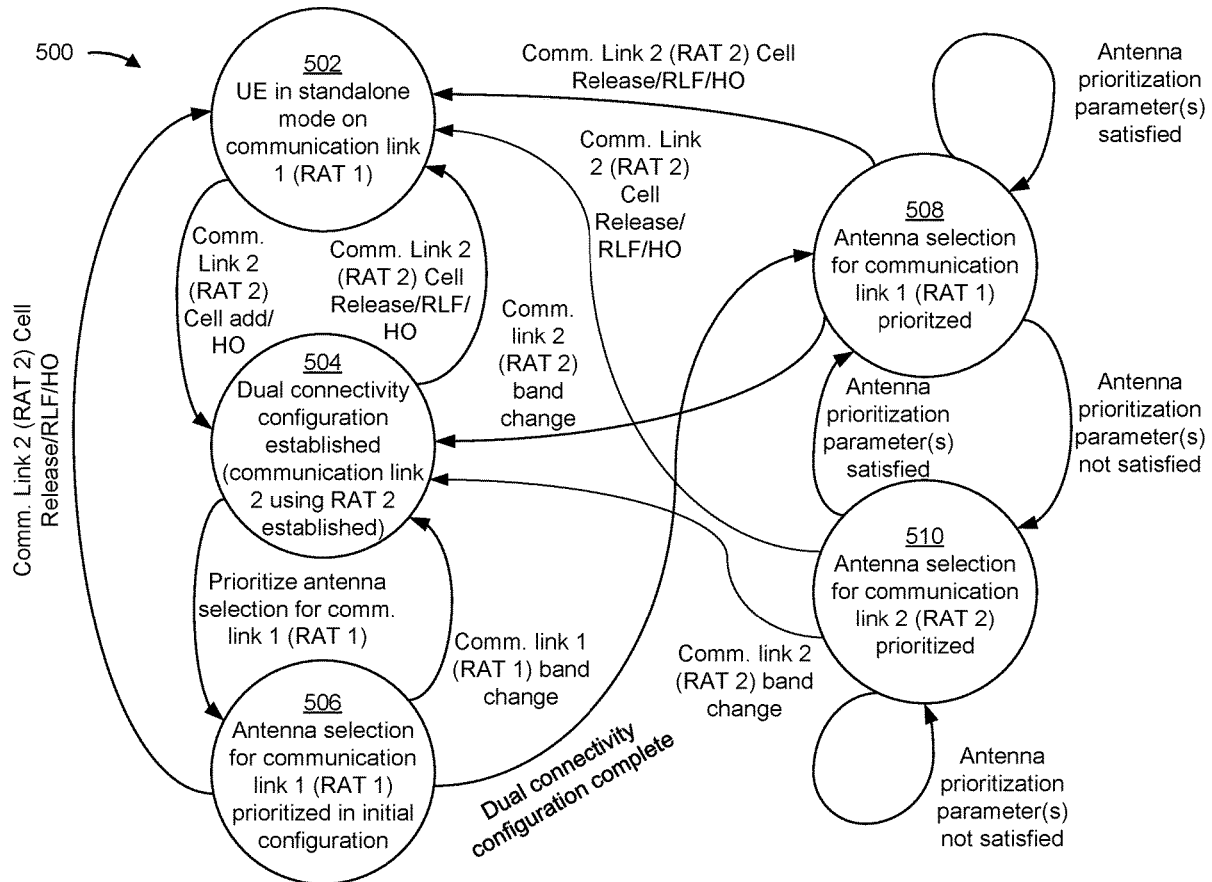 500
502
UE in standalone
mode on
communication link
1 (RAT 1)
Comm. Link 2 (RAT 2) Cell
Release/RLF/HO
Antenna
prioritization
parameter(s)
satisfied
Comm. Link
2 (RAT 2)
Cell
Release/
RLF/HO
508
Antenna selection
for communication
link 1 (RAT 1)
prioritzed
Comm.
Link 2
(RAT 2)
Cell add/
HO
Comm. Link 2
(RAT 2) Cell
Release/RLF/
HO
Comm. Link 2 (RAT 2) Cell
Release/RLF/HO
Comm.
link 2
(RAT 2)
band
change
504
Dual connectivity
configuration
established
(communication link
2 using RAT 2
established)
Antenna
prioritization
parameter(s)
satisfied
Antenna
prioritization
parameter(s)
not satisfied
510
Antenna selection
for communication
link 2 (RAT 2)
prioritized
Prioritize antenna
selection for comm.
link 1 (RAT 1)
Comm. link 1
(RAT 1) band
change
Comm. link 2
(RAT 2) band
change
506
Antenna selection
for communication
link 1 (RAT 1)
prioritized in initial
configuration
Dual connectivity
configuration complete
Antenna
prioritization
parameter(s)
not satisfied